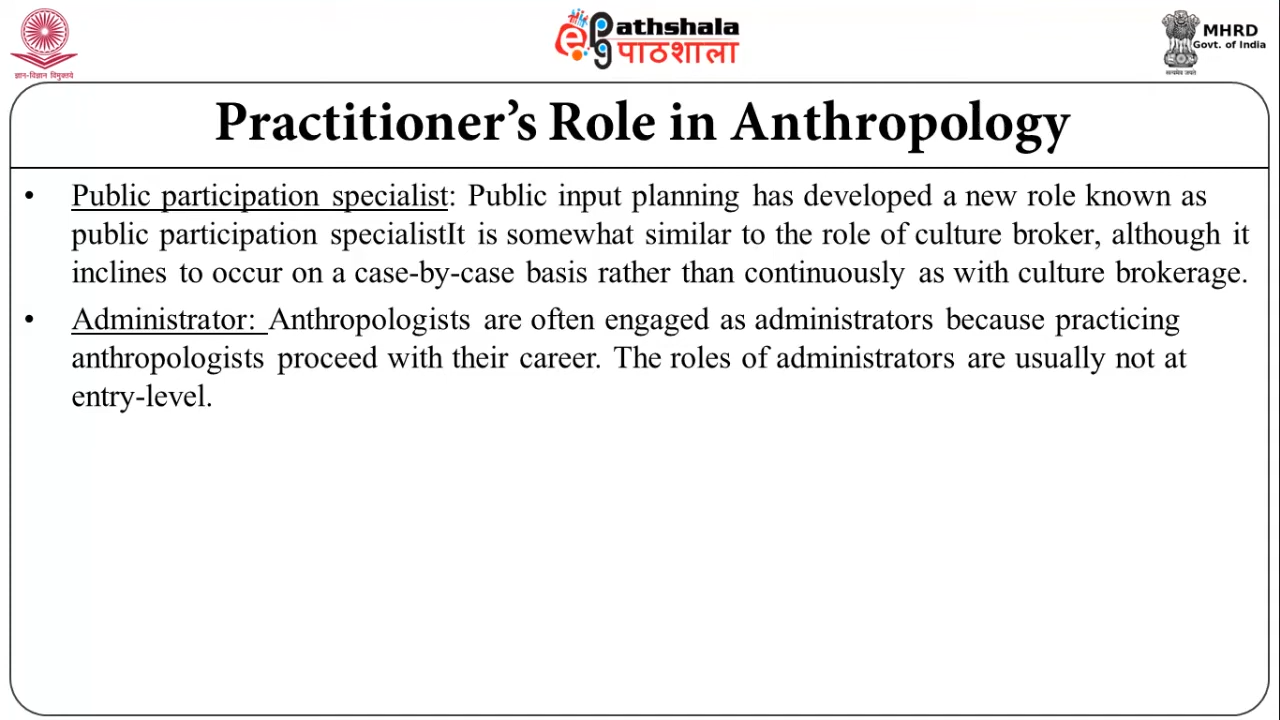 ज्ञान-विज्ञान विमुक्तये
ePathshala
पाठशाला
MHRD
Govt. of India
सत्यमेव जयते
Practitioner’s Role in Anthropology
• Public participation specialist: Public input planning has developed a new role known as
public participation specialistIt is somewhat similar to the role of culture broker, although it
inclines to occur on a case-by-case basis rather than continuously as with culture brokerage.
• Administrator: Anthropologists are often engaged as administrators because practicing
anthropologists proceed with their career. The roles of administrators are usually not at
entry-level.